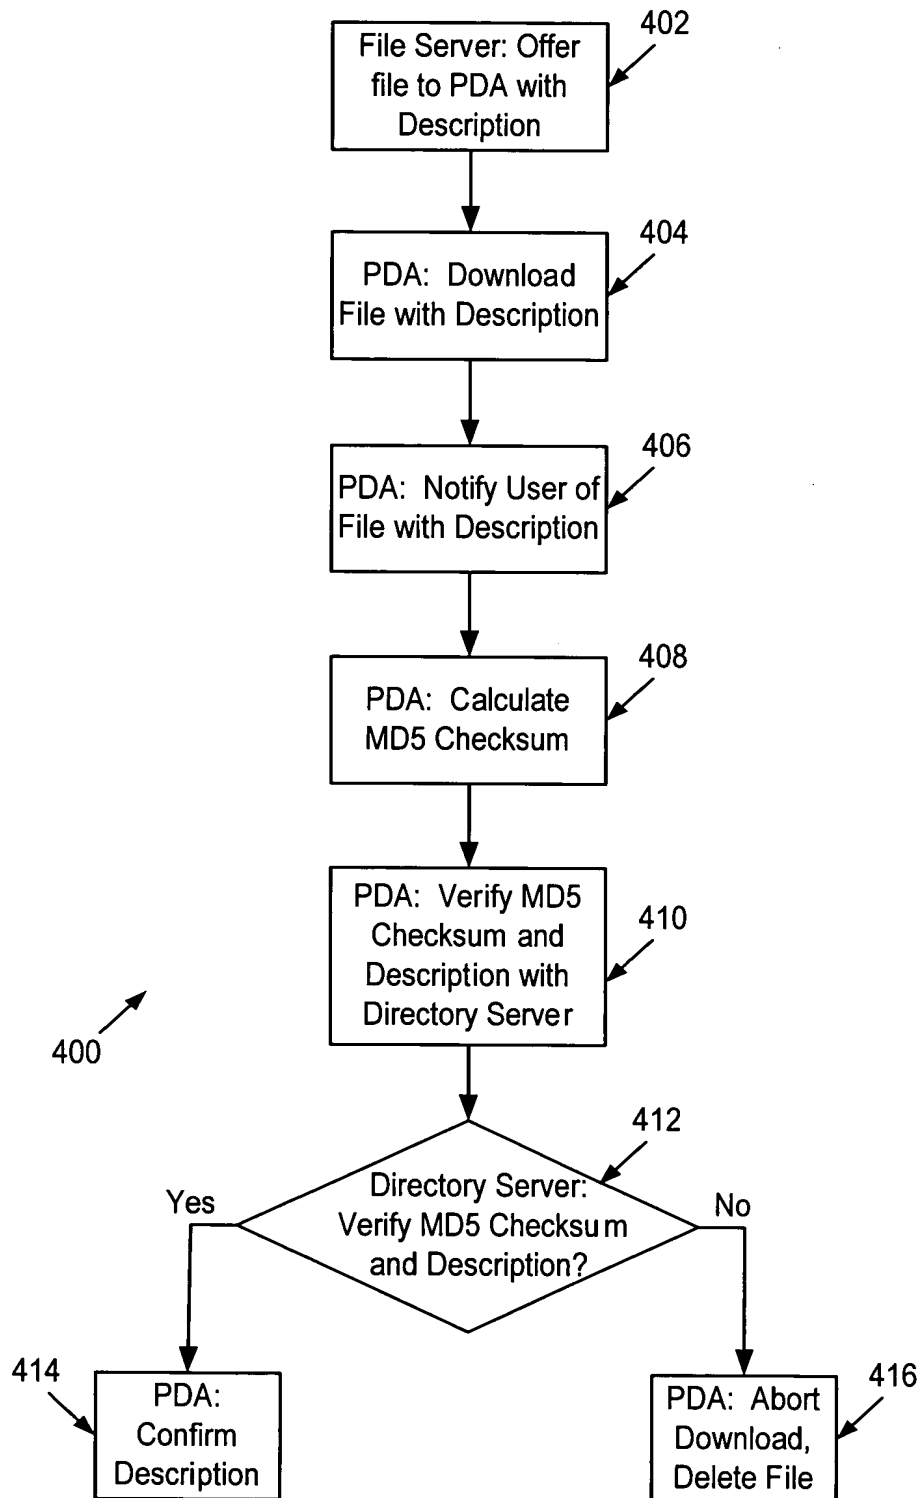 402
File Server: Offer
file to PDA with
Description
404
PDA: Download
File with Description
406
PDA: Notify User of
File with Description
408
PDA: Calculate
MD5 Checksum
410
PDA: Verify MD5
Checksum and
Description with
Directory Server
400
412
Directory Server:
Verify MD5 Checksum
and Description?
Yes
No
414
PDA:
Confirm
Description
416
PDA: Abort
Download,
Delete File